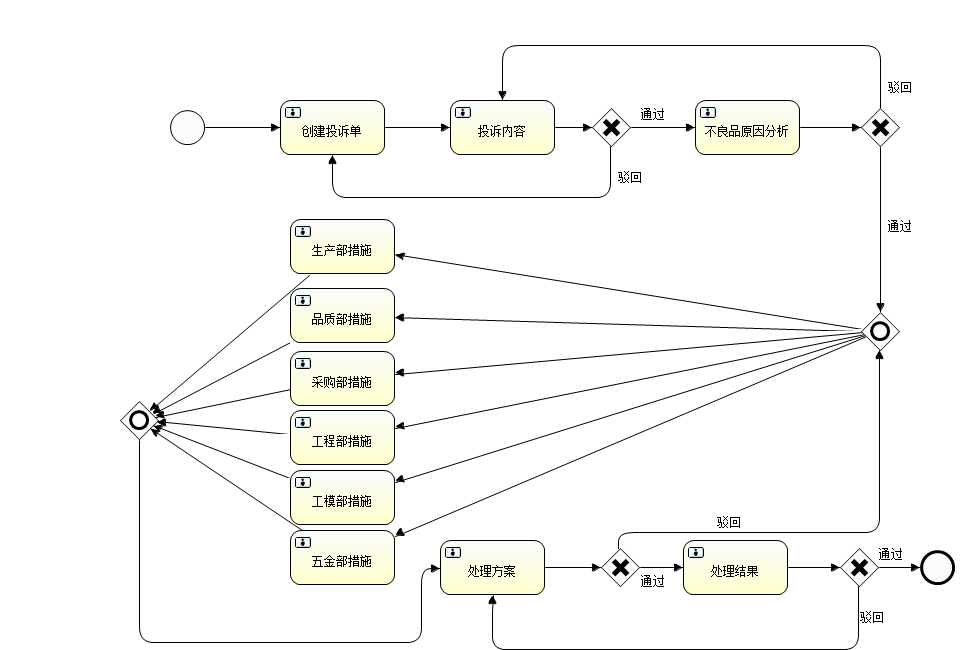 驳回
创建投诉单
投诉内容
通过
不良品原因分析
驳回
通过
生产部措施
品质部措施
采购部措施
工程部措施
工模部措施
五金部措施
驳回
处理方案
通过
处理结果
通过
驳回